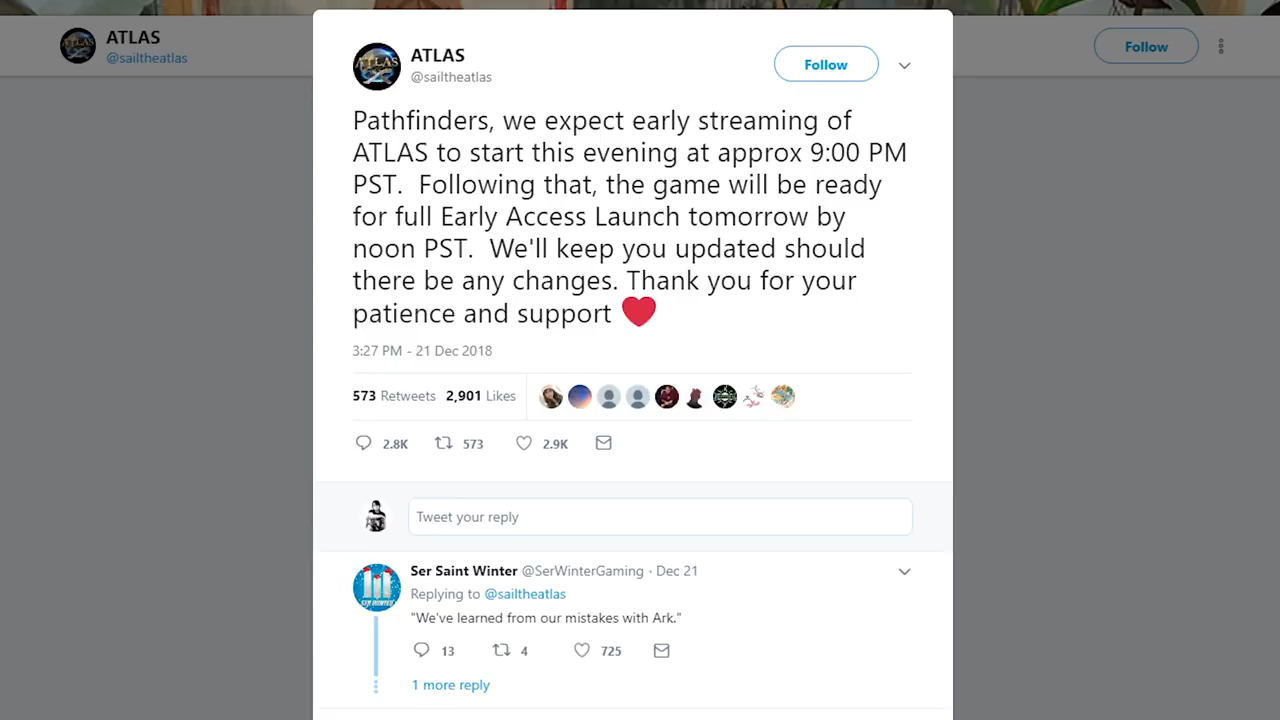 ATLAS
@sailtheatlas
Follow
ATLAS
@sailtheatlas
Follow
Pathfinders, we expect early streaming of
ATLAS to start this evening at approx 9:00 PM
PST.  Following that, the game will be ready
for full Early Access Launch tomorrow by
noon PST.  We'll keep you updated should
there be any changes. Thank you for your
patience and support ❤
3:27 PM - 21 Dec 2018
573 Retweets 2,901 Likes
2.8K 573 2.9K
Tweet your reply
Ser Saint Winter @SerWinterGaming · Dec 21
Replying to @sailtheatlas
"We've learned from our mistakes with Ark."
13 4 725
1 more reply